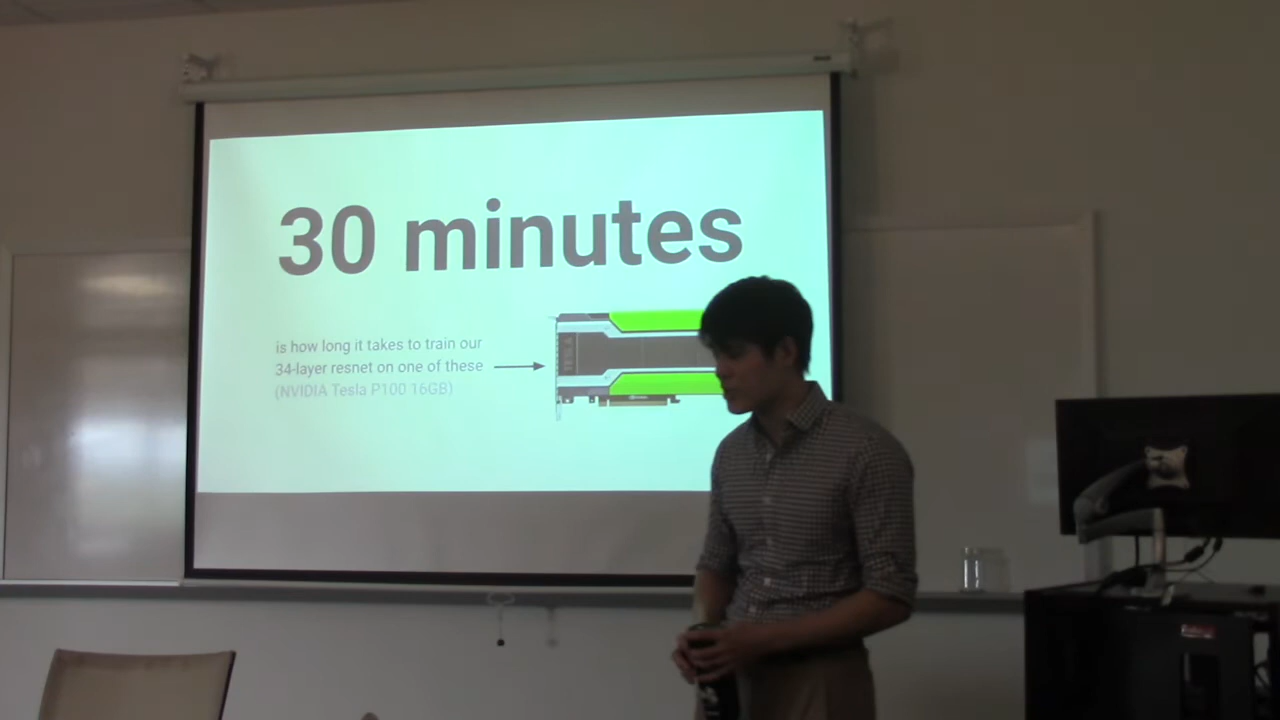 30 minutes
is how long it takes to train our
34-layer resnet on one of these
(NVIDIA Tesla P100 16GB)
TESLA